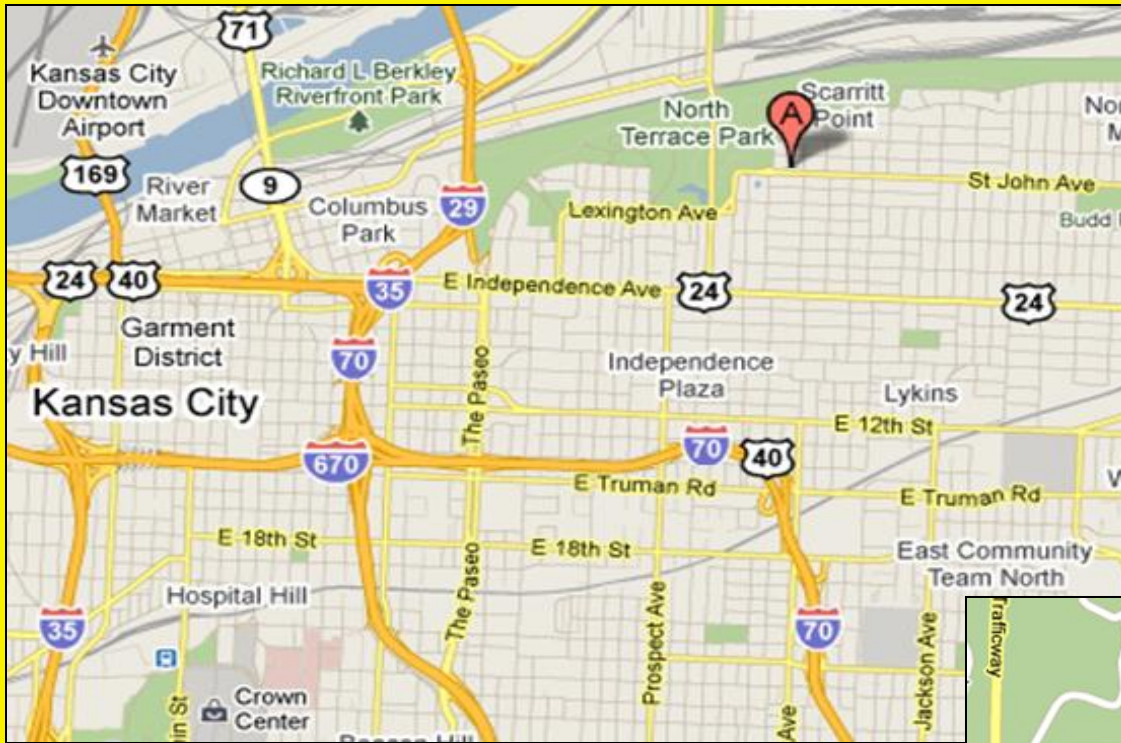 71
Kansas City
Downtown
Airport
Richard L Berkley
Riverfront Park
North
Terrace Park
A
Scarritt
Point
169
River
Market
9
Columbus
Park
29
St John Ave
Lexington Ave
24
40
35
E Independence Ave
24
24
Garment
District
y Hill
70
Independence
Plaza
Lykins
Kansas City
The Paseo
E 12th St
670
70
40
E Truman Rd
E Truman Rd
E 18th St
E 18th St
East Community
Team North
Hospital Hill
The Paseo
35
Prospect Ave
70
Jackson Ave
Trafficway
Crown
Center
in St
Ave